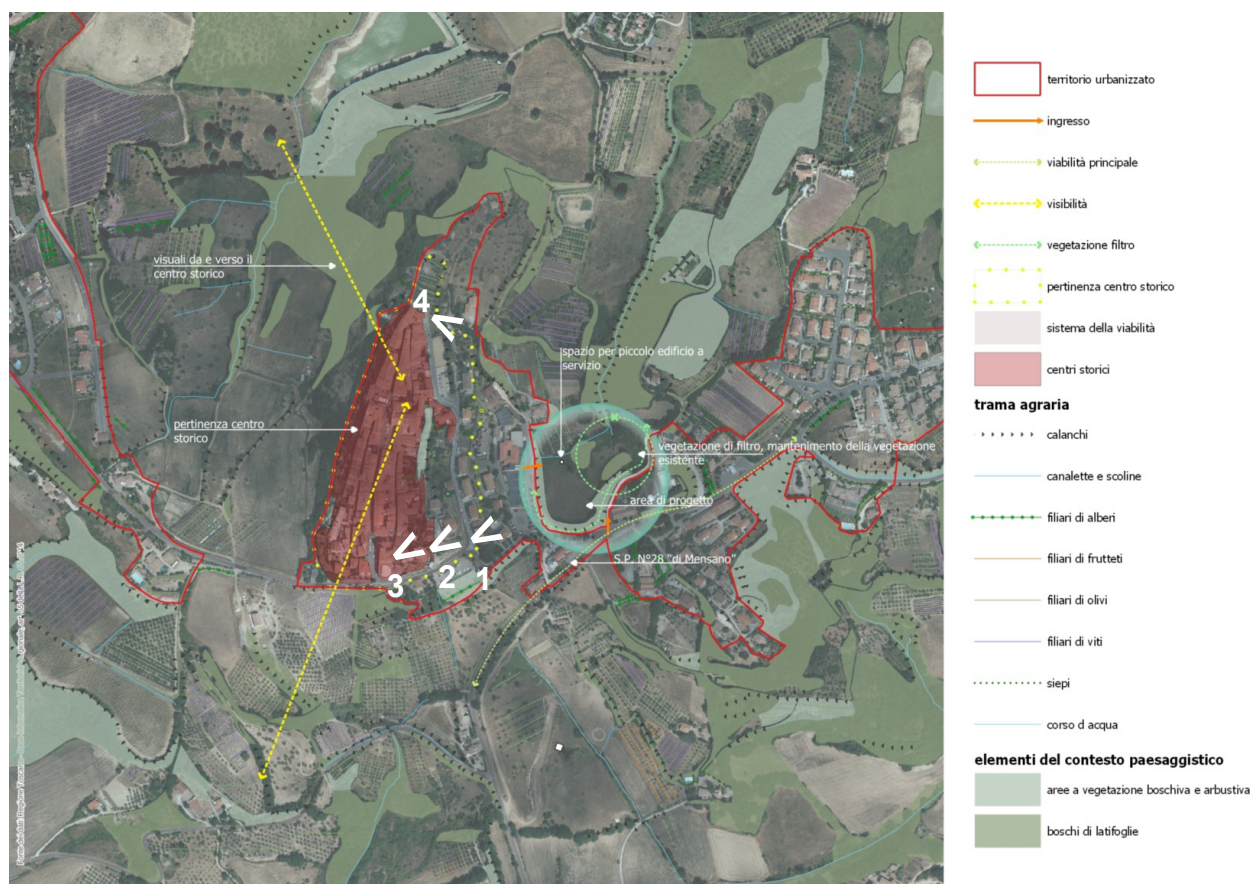 visuali da e verso il
centro storico
4
spazio per piccolo edificio a
servizio
pertinenza centro
storico
vegetazione di filtro, mantenimento della vegetazione
esistente
area di progetto
S.P. N°28 "di Mensano"
3
2
1
territorio urbanizzato
ingresso
viabilità principale
visibilità
vegetazione filtro
pertinenza centro storico
sistema della viabilità
centri storici
trama agraria
calanchi
canalette e scoline
filiari di alberi
filiari di frutteti
filiari di olivi
filiari di viti
siepi
corso d acqua
elementi del contesto paesaggistico
aree a vegetazione boschiva e arbustiva
boschi di latifoglie